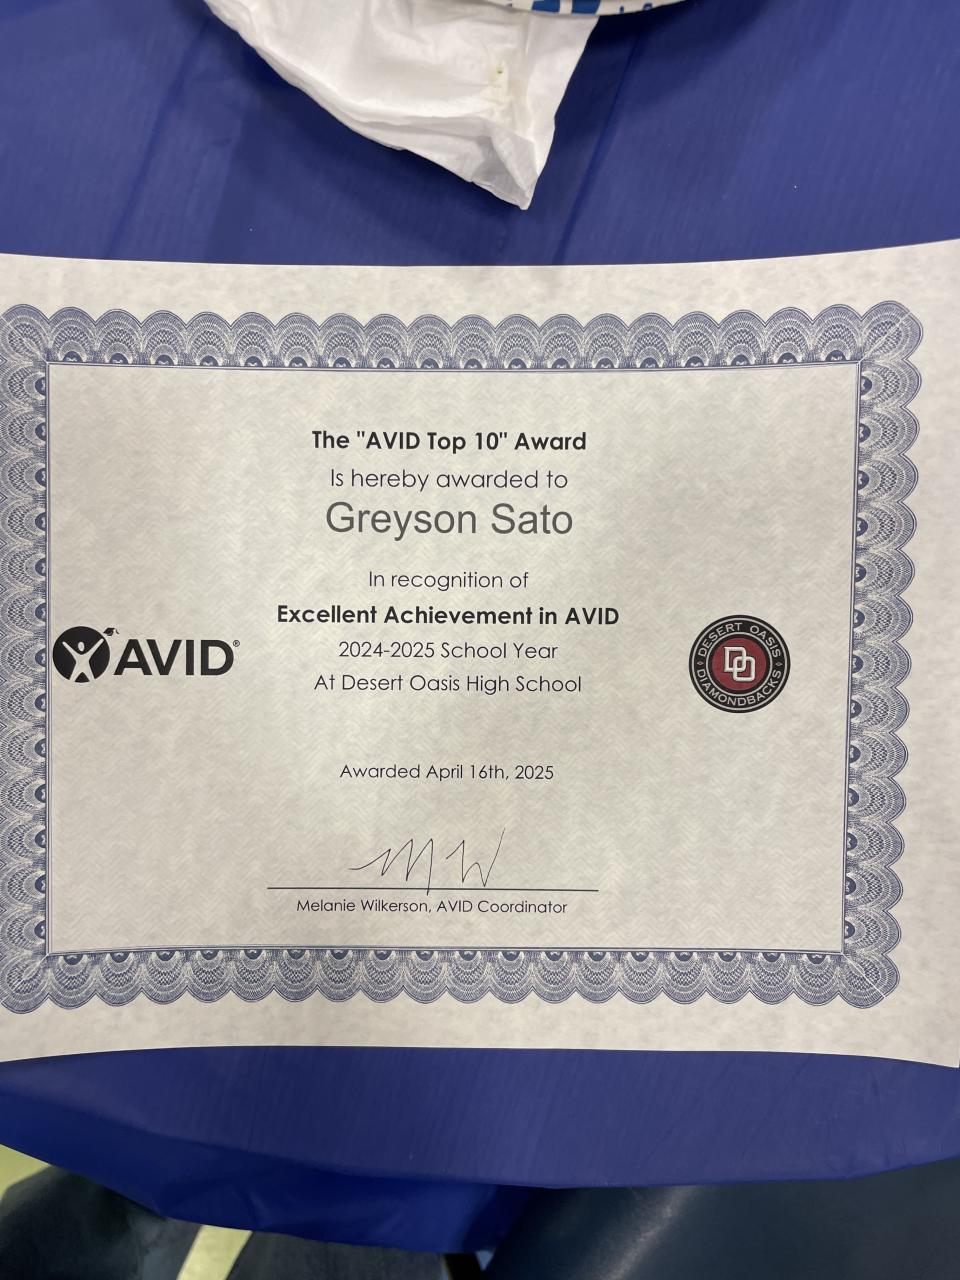 The "AVID Top 10" Award
Is hereby awarded to
Greyson Sato
In recognition of
Excellent Achievement in AVID
2024-2025 School Year
At Desert Oasis High School
AVID®
DESERT OASIS
DO
DIAMONDBACKS
Awarded April 16th, 2025
MW
Melanie Wilkerson, AVID Coordinator